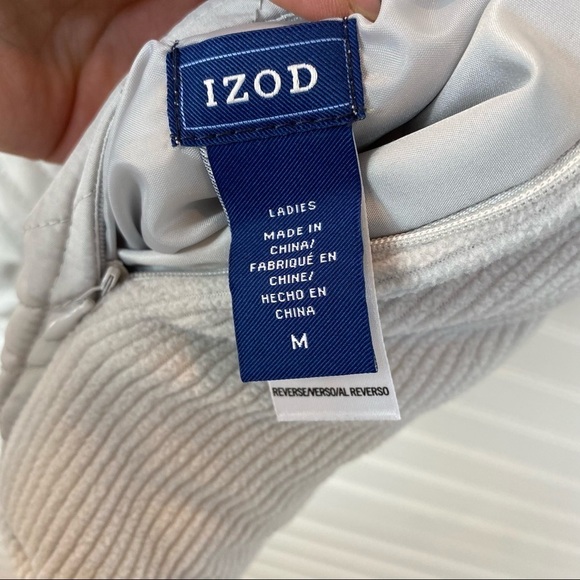 IZOD
LADIES
MADE IN
CHINA/
FABRIQUÉ EN
CHINE/
HECHO EN
CHINA
M
REVERSE/VERSO/AL REVERSO